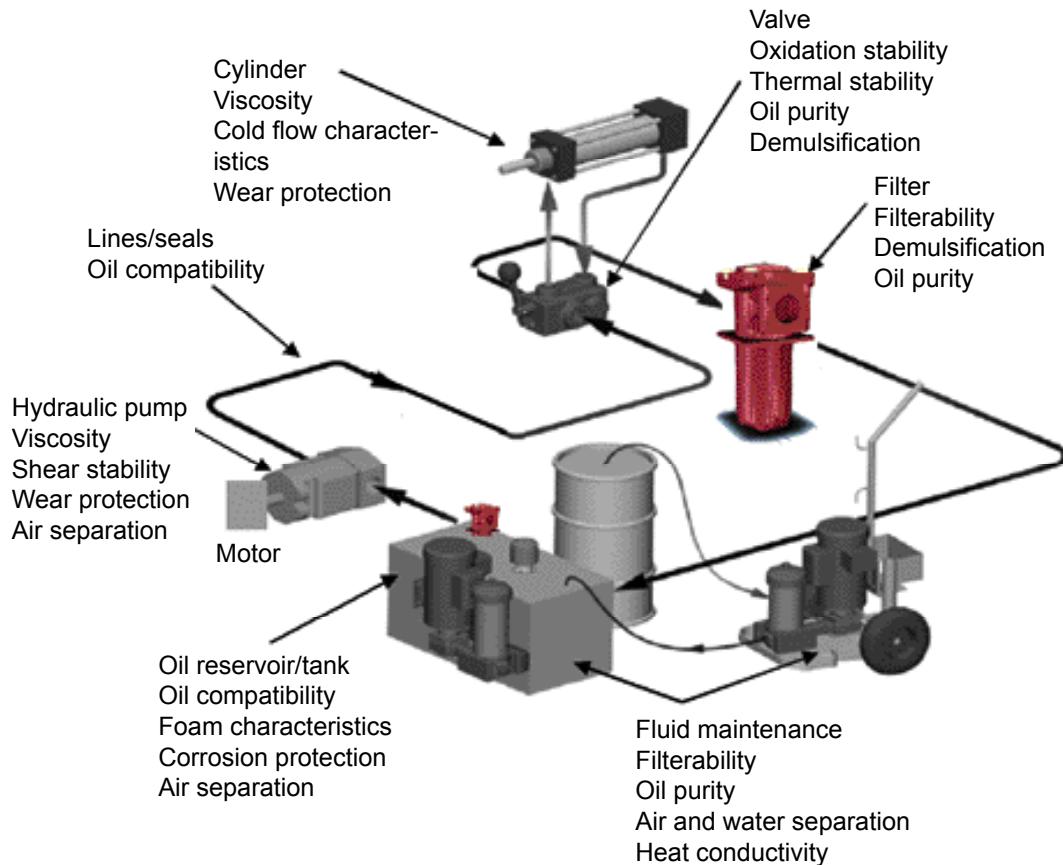 Valve
Oxidation stability
Thermal stability
Oil purity
Demulsification
Cylinder
Viscosity
Cold flow character-
istics
Wear protection
Filter
Filterability
Demulsification
Oil purity
Lines/seals
Oil compatibility
Hydraulic pump
Viscosity
Shear stability
Wear protection
Air separation
Motor
Oil reservoir/tank
Oil compatibility
Foam characteristics
Corrosion protection
Air separation
Fluid maintenance
Filterability
Oil purity
Air and water separation
Heat conductivity